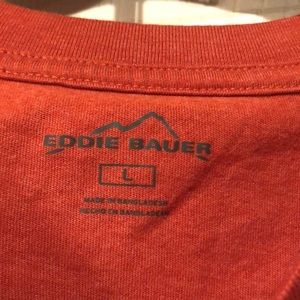 EDDIE BAUER
L
MADE IN BANGLADESH
HECHO EN BANGLADESH